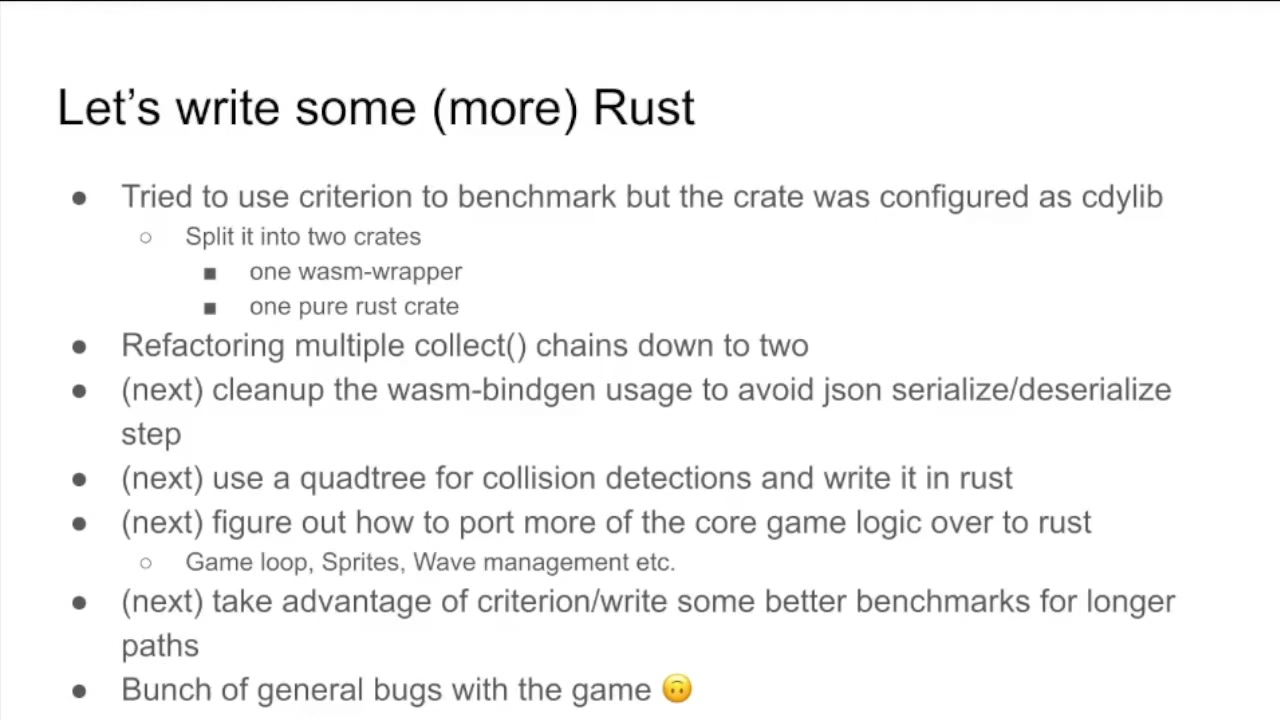 Let’s write some (more) Rust
● Tried to use criterion to benchmark but the crate was configured as cdylib
○ Split it into two crates
■ one wasm-wrapper
■ one pure rust crate
● Refactoring multiple collect() chains down to two
● (next) cleanup the wasm-bindgen usage to avoid json serialize/deserialize
step
● (next) use a quadtree for collision detections and write it in rust
● (next) figure out how to port more of the core game logic over to rust
○ Game loop, Sprites, Wave management etc.
● (next) take advantage of criterion/write some better benchmarks for longer
paths
● Bunch of general bugs with the game 🙃